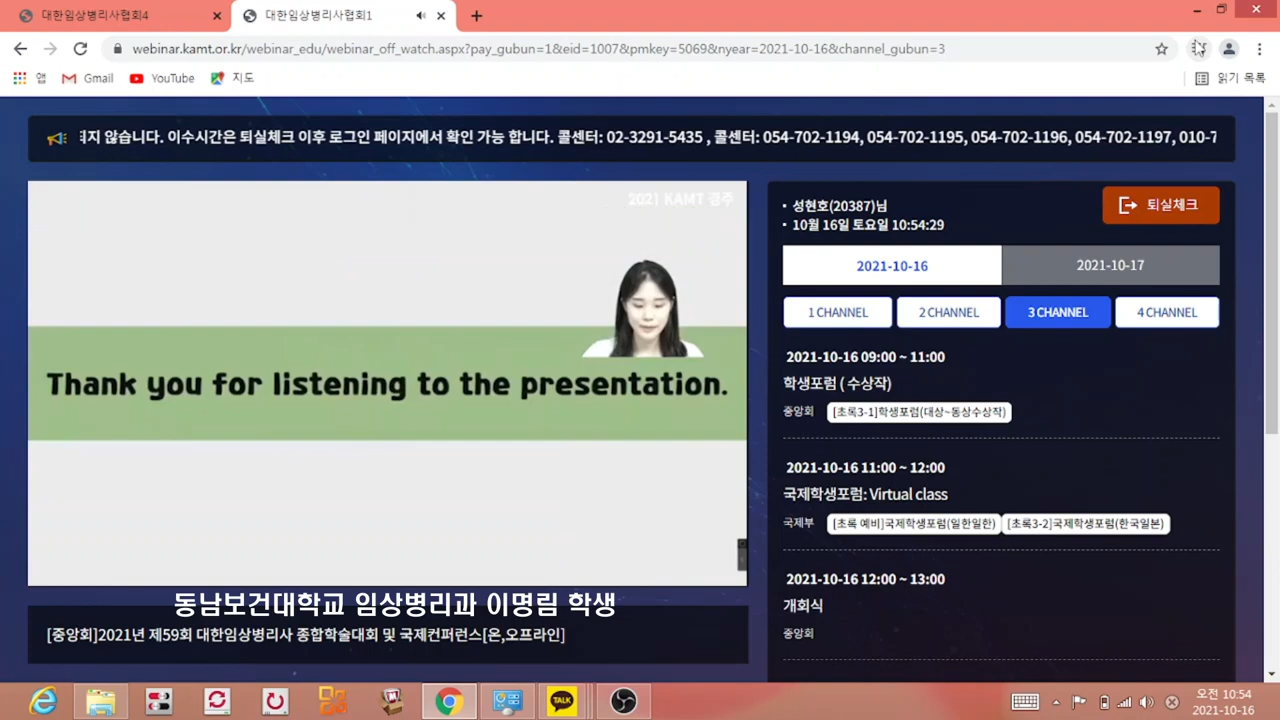 대한임상병리사협회4
대한임상병리사협회1
webinar.kamt.or.kr/webinar_edu/webinar_off_watch.aspx?pay_gubun=1&eid=1007&pmkey=5069&nyear=2021-10-16&channel_gubun=3
앱
Gmail
YouTube
지도
읽기 목록
되지 않습니다. 이수시간은 퇴실체크 이후 로그인 페이지에서 확인 가능 합니다. 콜센터: 02-3291-5435 , 콜센터: 054-702-1194, 054-702-1195, 054-702-1196, 054-702-1197, 010-7
2021 KAMT 경주
Thank you for listening to the presentation.
동남보건대학교 임상병리과 이명림 학생
[중앙회]2021년 제59회 대한임상병리사 종합학술대회 및 국제컨퍼런스[온,오프라인]
성현호(20387)님
10월 16일 토요일 10:54:29
퇴실체크
2021-10-16
2021-10-17
1 CHANNEL
2 CHANNEL
3 CHANNEL
4 CHANNEL
2021-10-16 09:00 ~ 11:00
학생포럼 ( 수상작)
중앙회 [초록3-1]학생포럼(대상~동상수상작)
2021-10-16 11:00 ~ 12:00
국제학생포럼: Virtual class
국제부 [초록 예비]국제학생포럼(일한일한) [초록3-2]국제학생포럼(한국일본)
2021-10-16 12:00 ~ 13:00
개회식
중앙회
TALK
오전 10:54
2021-10-16